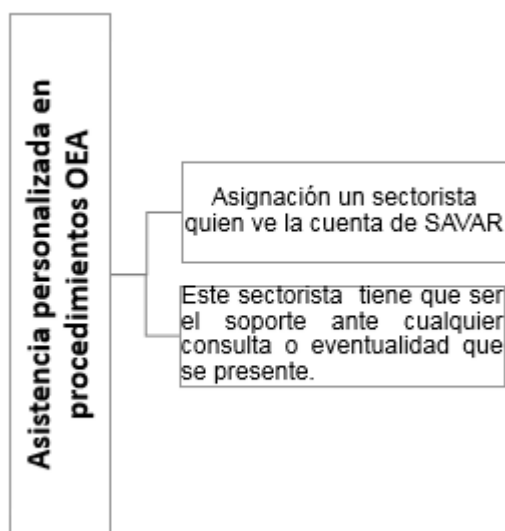 Asistencia personalizada en
procedimientos OEA
Asignación un sectorista
quien ve la cuenta de SAVAR
Este sectorista tiene que ser
el soporte ante cualquier
consulta o eventualidad que
se presente.